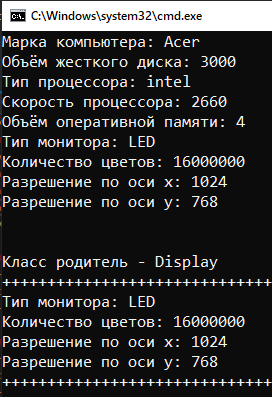 C:\Windows\system32\cmd.exe
Марка компьютера: Acer
Объём жесткого диска: 3000
Тип процессора: intel
Скорость процессора: 2660
Объём оперативной памяти: 4
Тип монитора: LED
Количество цветов: 16000000
Разрешение по оси x: 1024
Разрешение по оси y: 768
Класс родитель - Display
++++++++++++++++++++++++++++++
Тип монитора: LED
Количество цветов: 16000000
Разрешение по оси x: 1024
Разрешение по оси y: 768
++++++++++++++++++++++++++++++